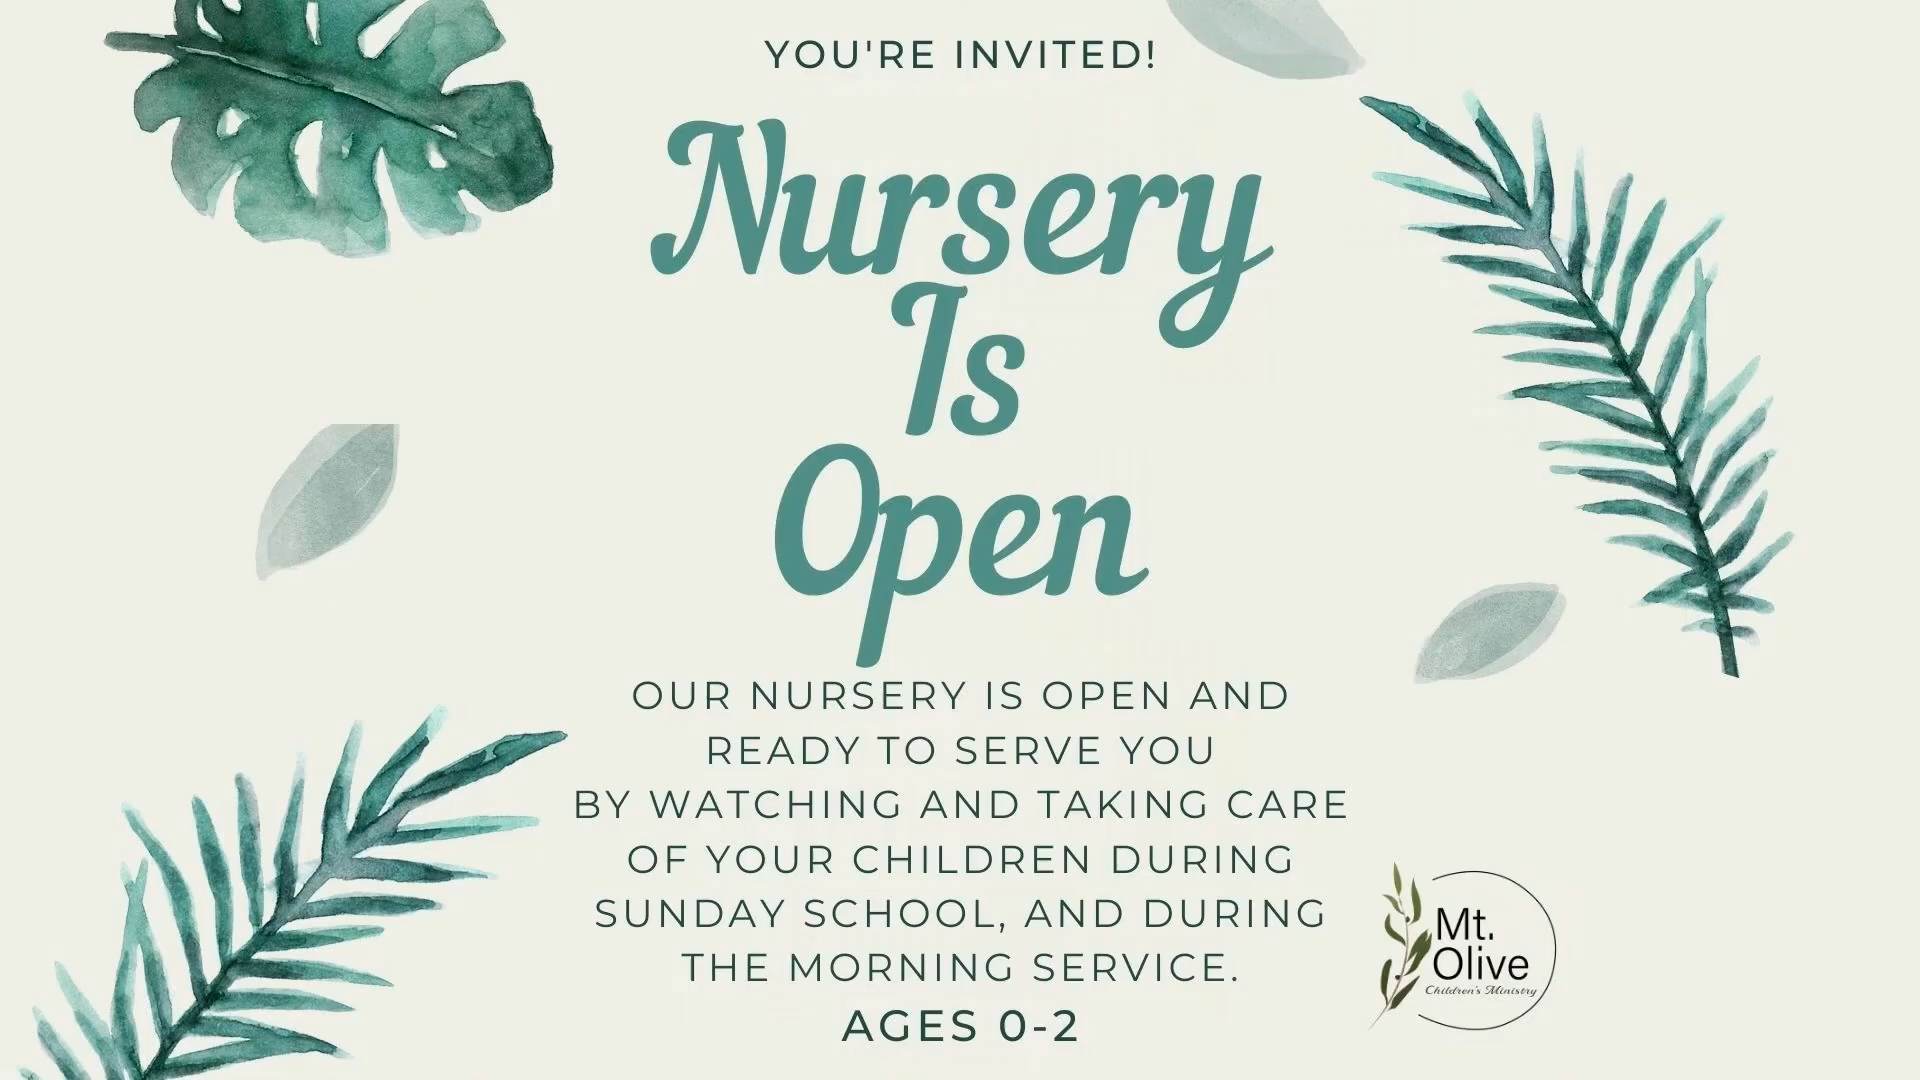 YOU'RE INVITED!
Nursery
Is
Open
OUR NURSERY IS OPEN AND
READY TO SERVE YOU
BY WATCHING AND TAKING CARE
OF YOUR CHILDREN DURING
SUNDAY SCHOOL, AND DURING
THE MORNING SERVICE.
AGES 0-2
Mt.
Olive
Children's Ministry